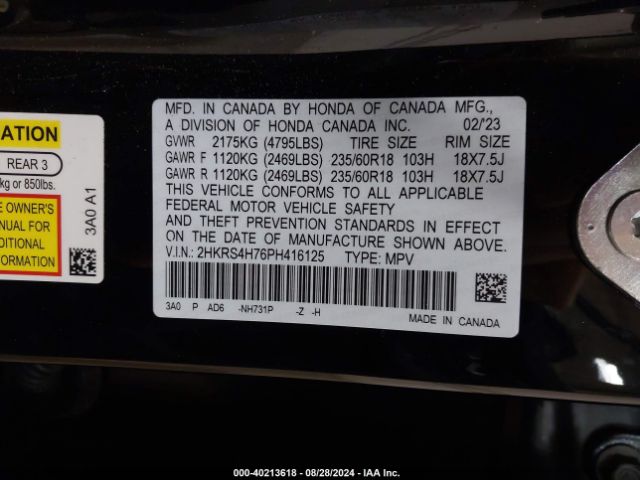 ATION
REAR 3
kg or 850lbs.
E OWNER'S
NUAL FOR
DITIONAL
FORMATION
3A0 A1
MFD. IN CANADA BY HONDA OF CANADA MFG.,
A DIVISION OF HONDA CANADA INC. 02/'23
GVWR 2175KG (4795LBS) TIRE SIZE RIM SIZE
GAWR F 1120KG (2469LBS) 235/60R18 103H 18X7.5J
GAWR R 1120KG (2469LBS) 235/60R18 103H 18X7.5J
THIS VEHICLE CONFORMS TO ALL APPLICABLE
FEDERAL MOTOR VEHICLE SAFETY
AND THEFT PREVENTION STANDARDS IN EFFECT
ON THE DATE OF MANUFACTURE SHOWN ABOVE.
V.I.N.: 2HKRS4H76PH416125 TYPE: MPV
3A0 P AD6 -NH731P -Z -H
MADE IN CANADA
000-40213618 - 08/28/2024 - IAA Inc.